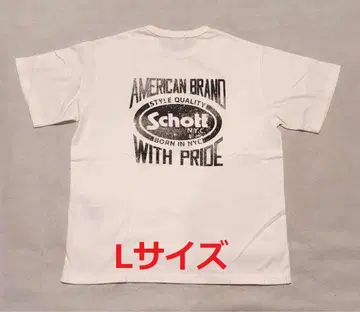 AMERICAN BRAND
STYLE QUALITY
Schott
N.Y.C.
BORN IN NYC
WITH PRIDE
Lサイズ